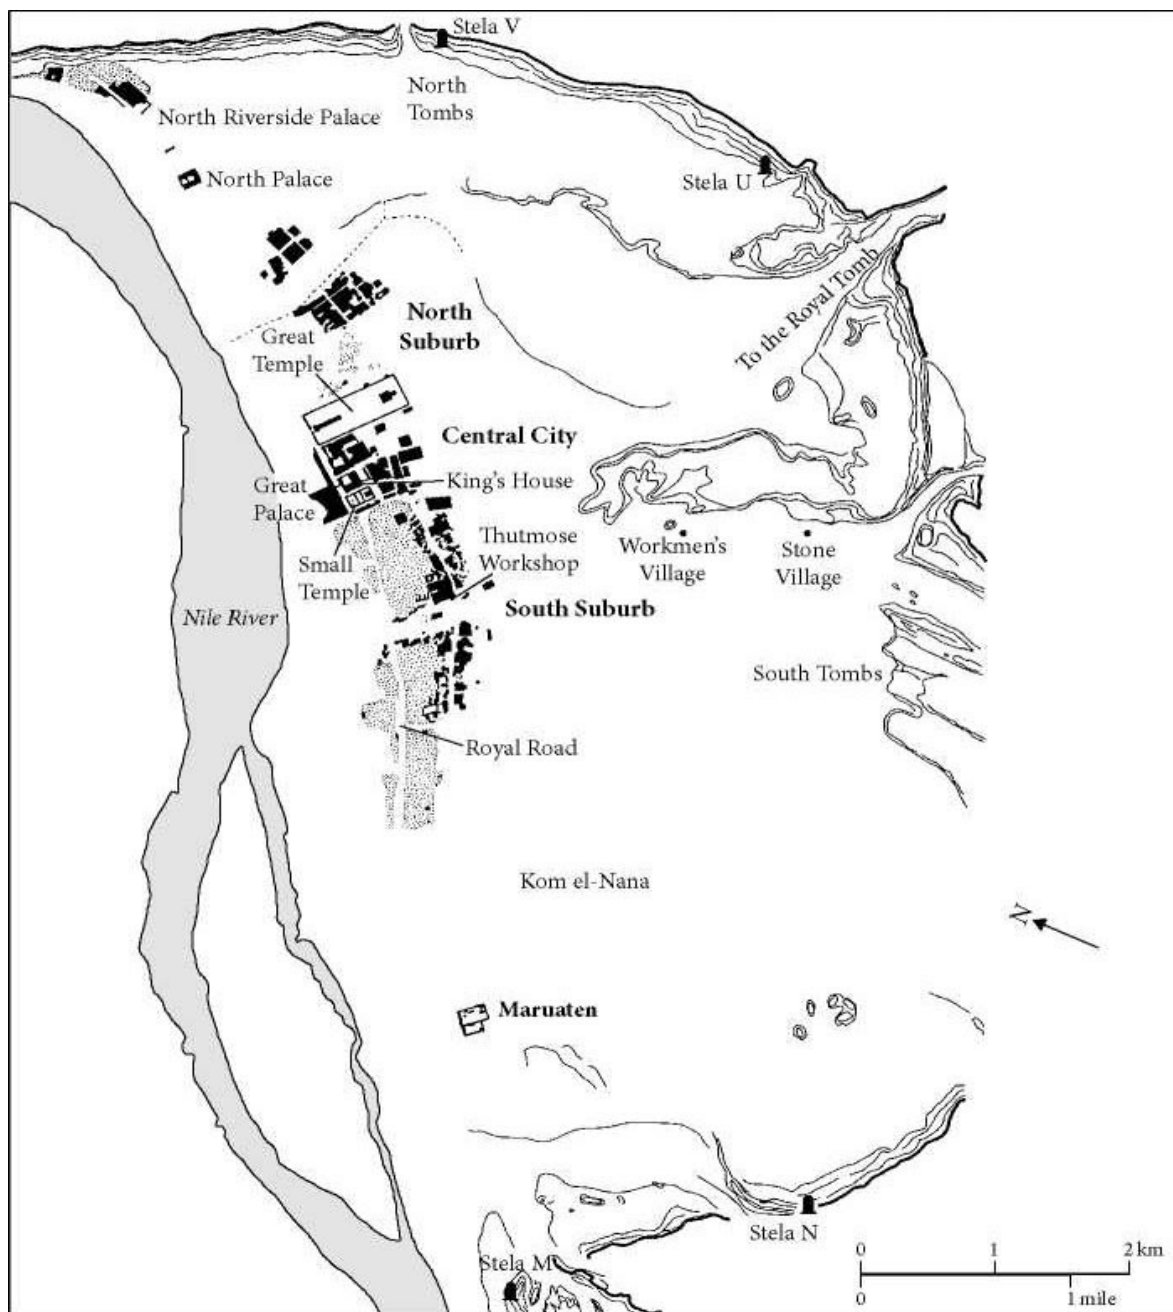 Stela V
North
Tombs
North Riverside Palace
North Palace
Stela U
To the Royal Tomb
North
Suburb
Great
Temple
Central City
King's House
Great
Palace
Thutmose
Workshop
Workmen's
Village
Stone
Village
Small
Temple
South Suburb
Nile River
South Tombs
Royal Road
Kom el-Nana
N
Maruaten
Stela N
Stela M
0 1 2 km
0 1 mile